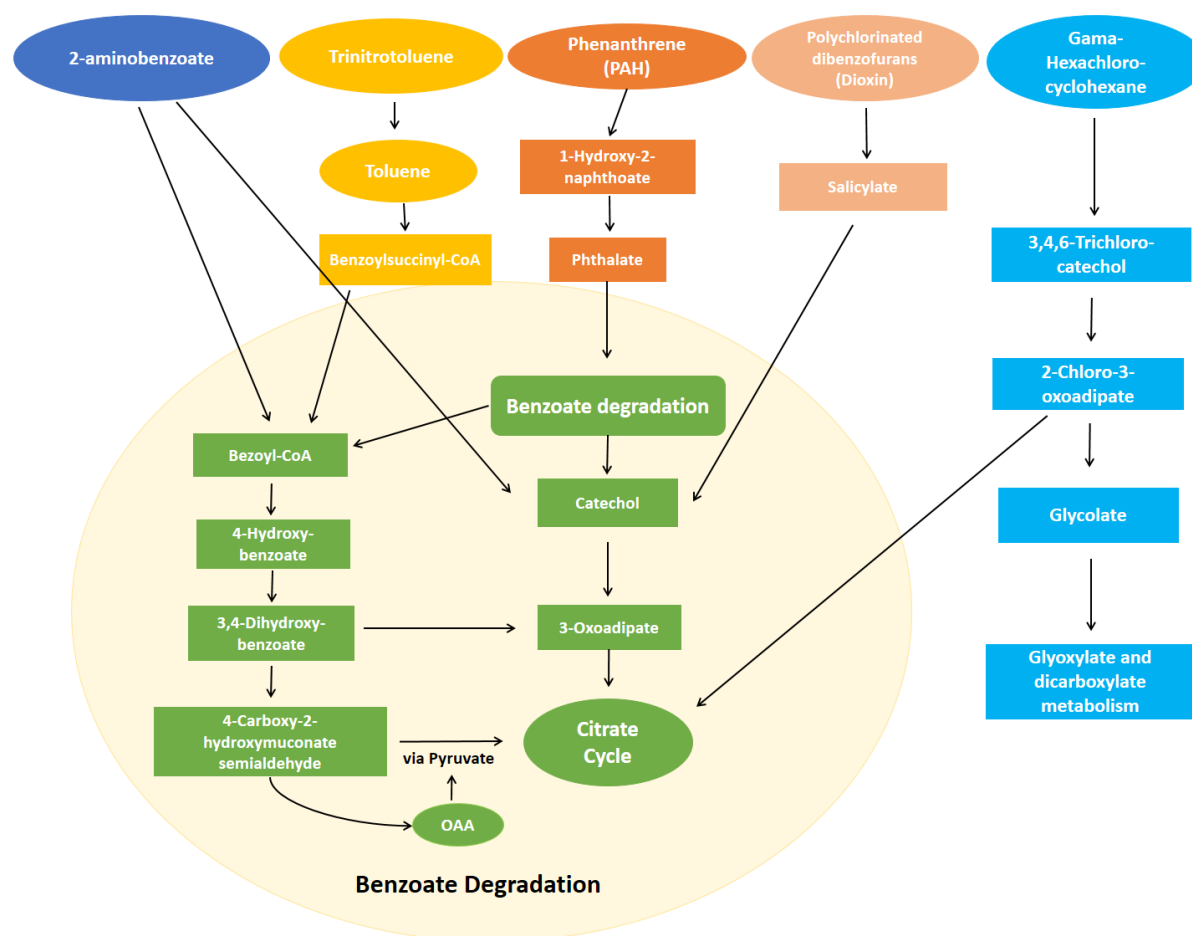 2-aminobenzoate
Trinitrotoluene
Phenanthrene
(PAH)
Polychlorinated
dibenzofurans
(Dioxin)
Gama-
Hexachloro-
cyclohexane
Toluene
1-Hydroxy-2-
naphthoate
Salicylate
Benzoylsuccinyl-CoA
Phthalate
3,4,6-Trichloro-
catechol
2-Chloro-3-
oxoadipate
Benzoate degradation
Bezoyl-CoA
Catechol
Glycolate
4-Hydroxy-
benzoate
3,4-Dihydroxy-
benzoate
3-Oxoadipate
Glyoxylate and
dicarboxylate
metabolism
4-Carboxy-2-
hydroxymuconate
semialdehyde
via Pyruvate
Citrate
Cycle
OAA
Benzoate Degradation